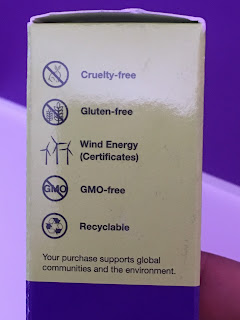 Cruelty-free
Gluten-free
Wind Energy
(Certificates)
GMO GMO-free
Recyclable
Your purchase supports global
communities and the environment.